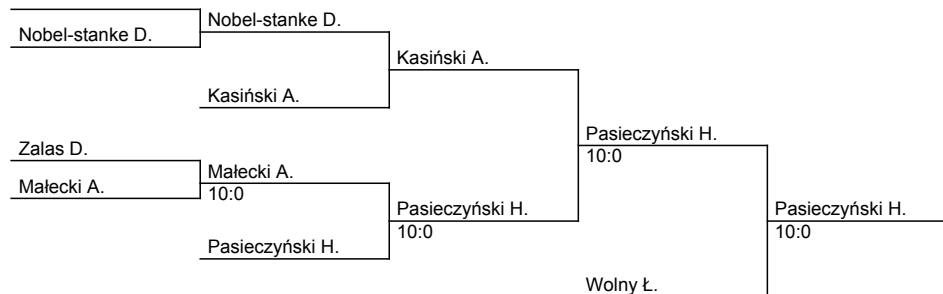 Nobel-stanke D.
Nobel-stanke D.
Kasiński A.
Kasiński A.
Zalas D.
Małecki A.
Małecki A.
10:0
Pasieczyński H.
Pasieczyński H.
10:0
Pasieczyński H.
10:0
Wolny Ł.
Pasieczyński H.
10:0